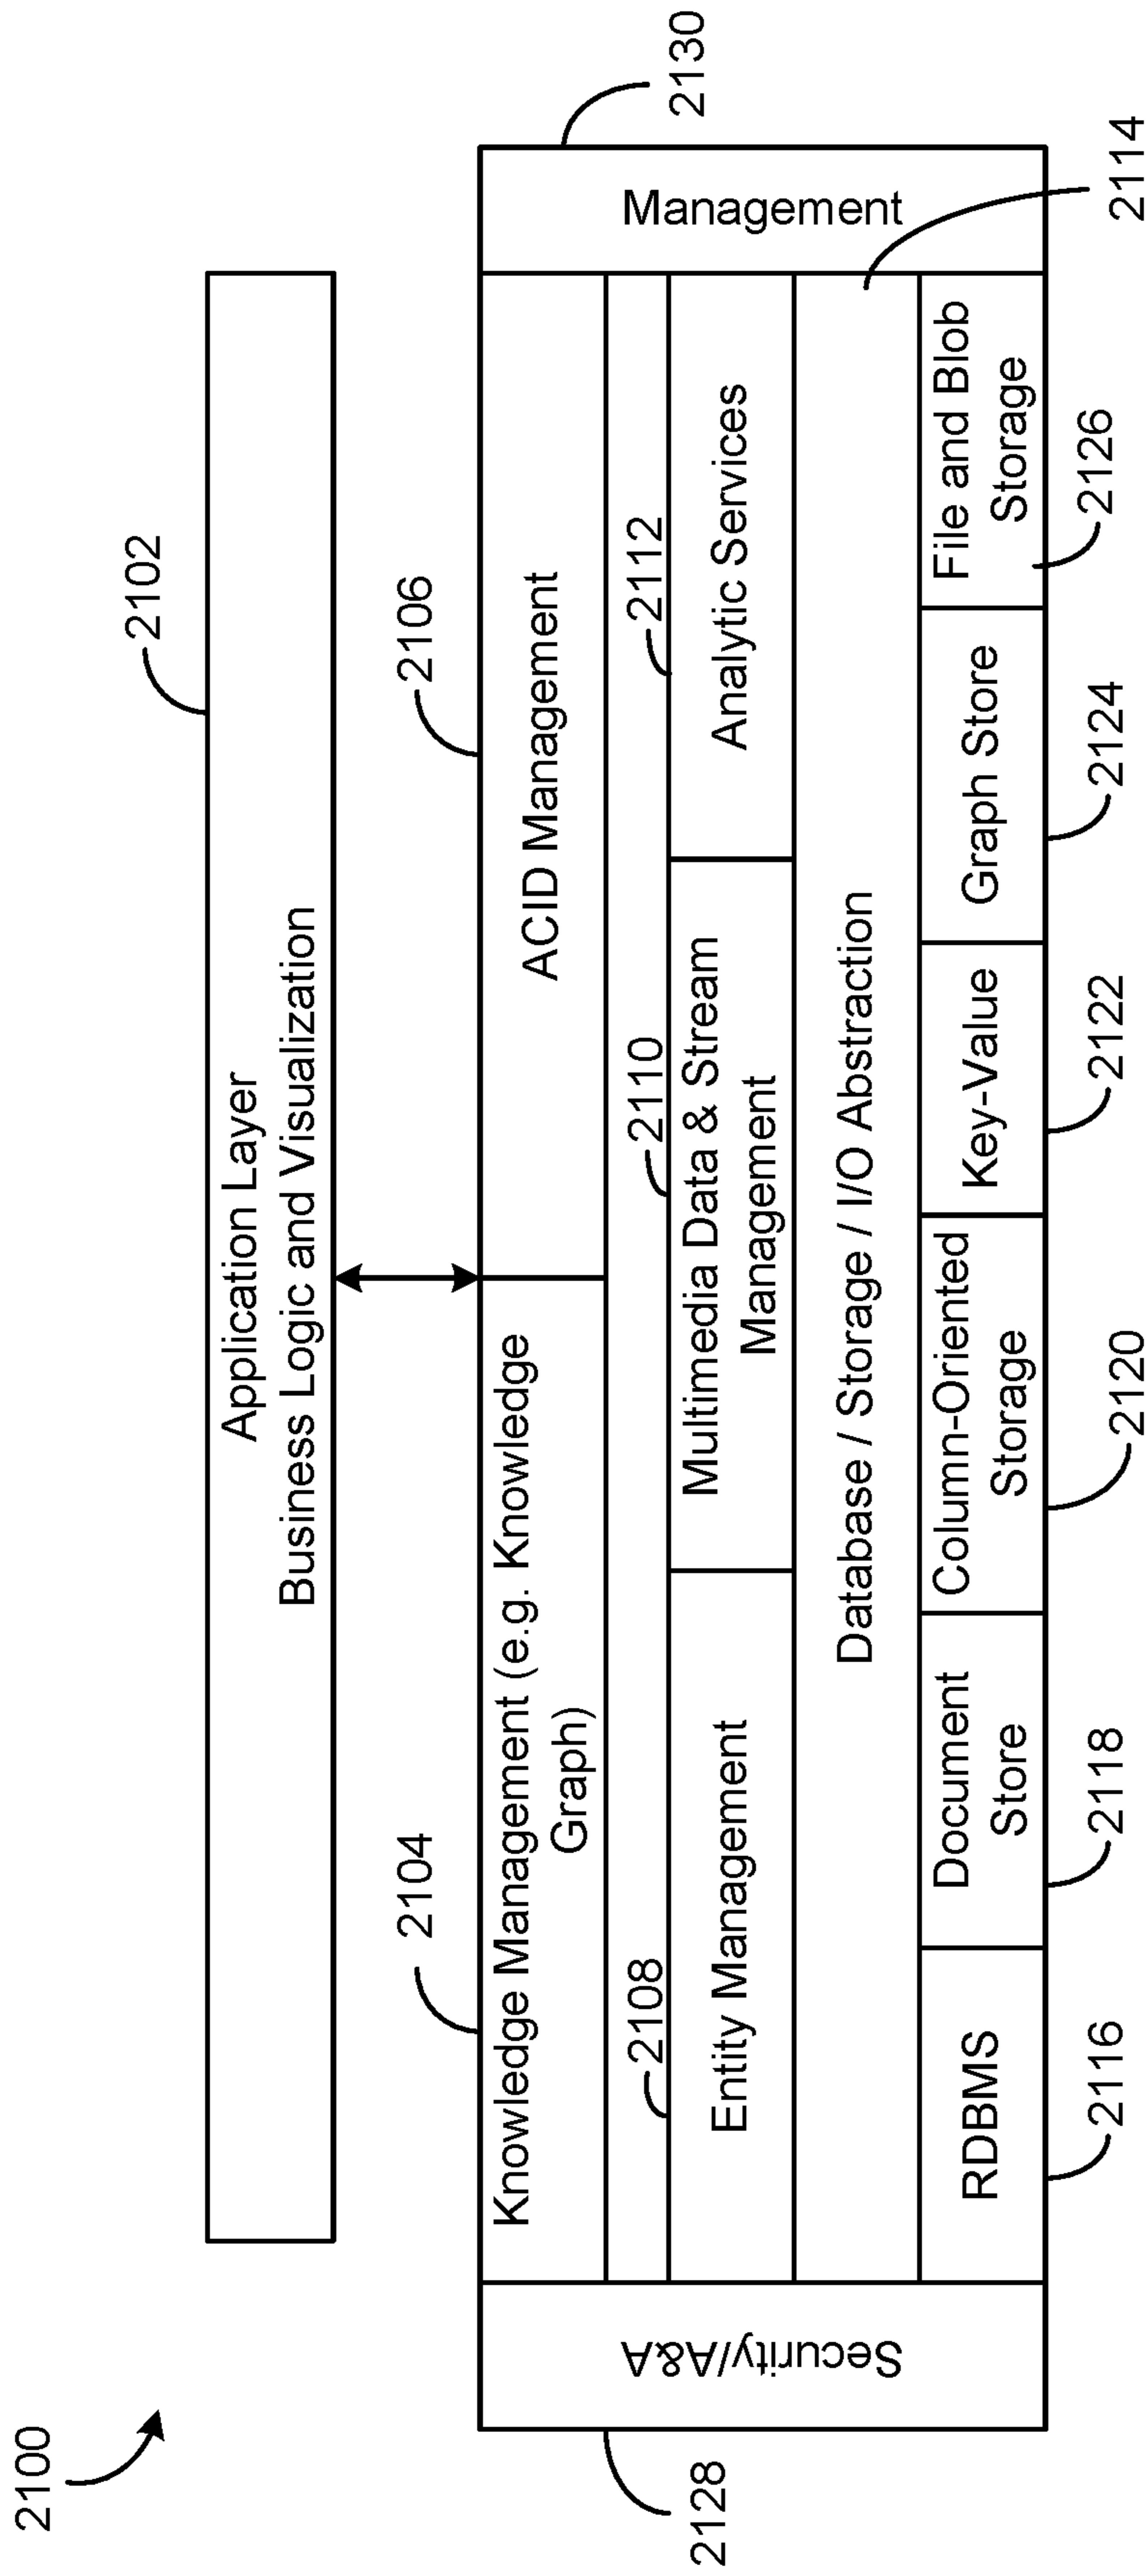 2100
2102
Application Layer
Business Logic and Visualization
2104
2106
Knowledge Management (e.g. Knowledge
Graph)
ACID Management
2108
2110
2112
Entity Management
Multimedia Data & Stream
Management
Analytic Services
Database / Storage / I/O Abstraction
2114
RDBMS
Document
Store
Column-Oriented
Storage
Key-Value
Graph Store
File and Blob
Storage
2116
2118
2120
2122
2124
2126
Security/A&A
2128
Management
2130